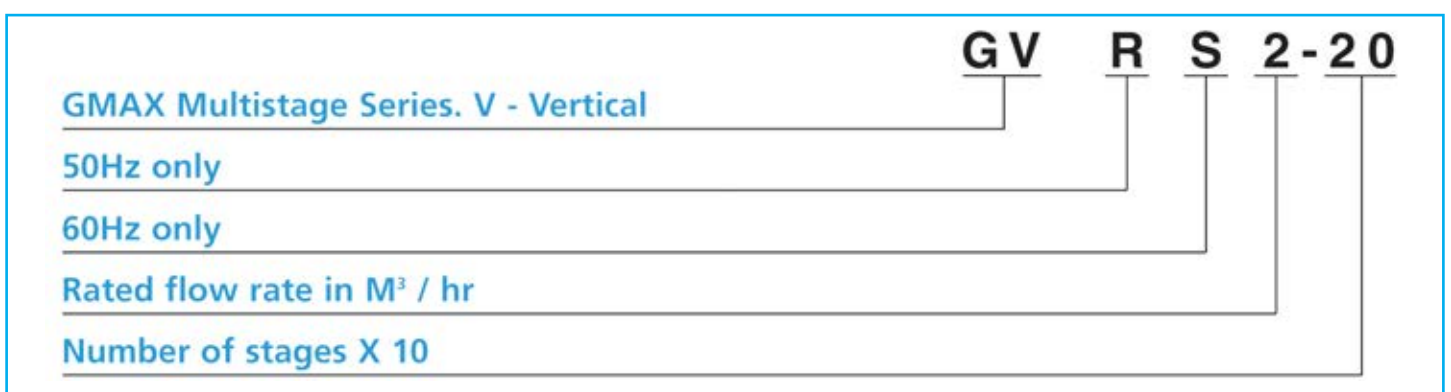 GV R S 2-20
GMAX Multistage Series. V - Vertical
50Hz only
60Hz only
Rated flow rate in M³ / hr
Number of stages X 10